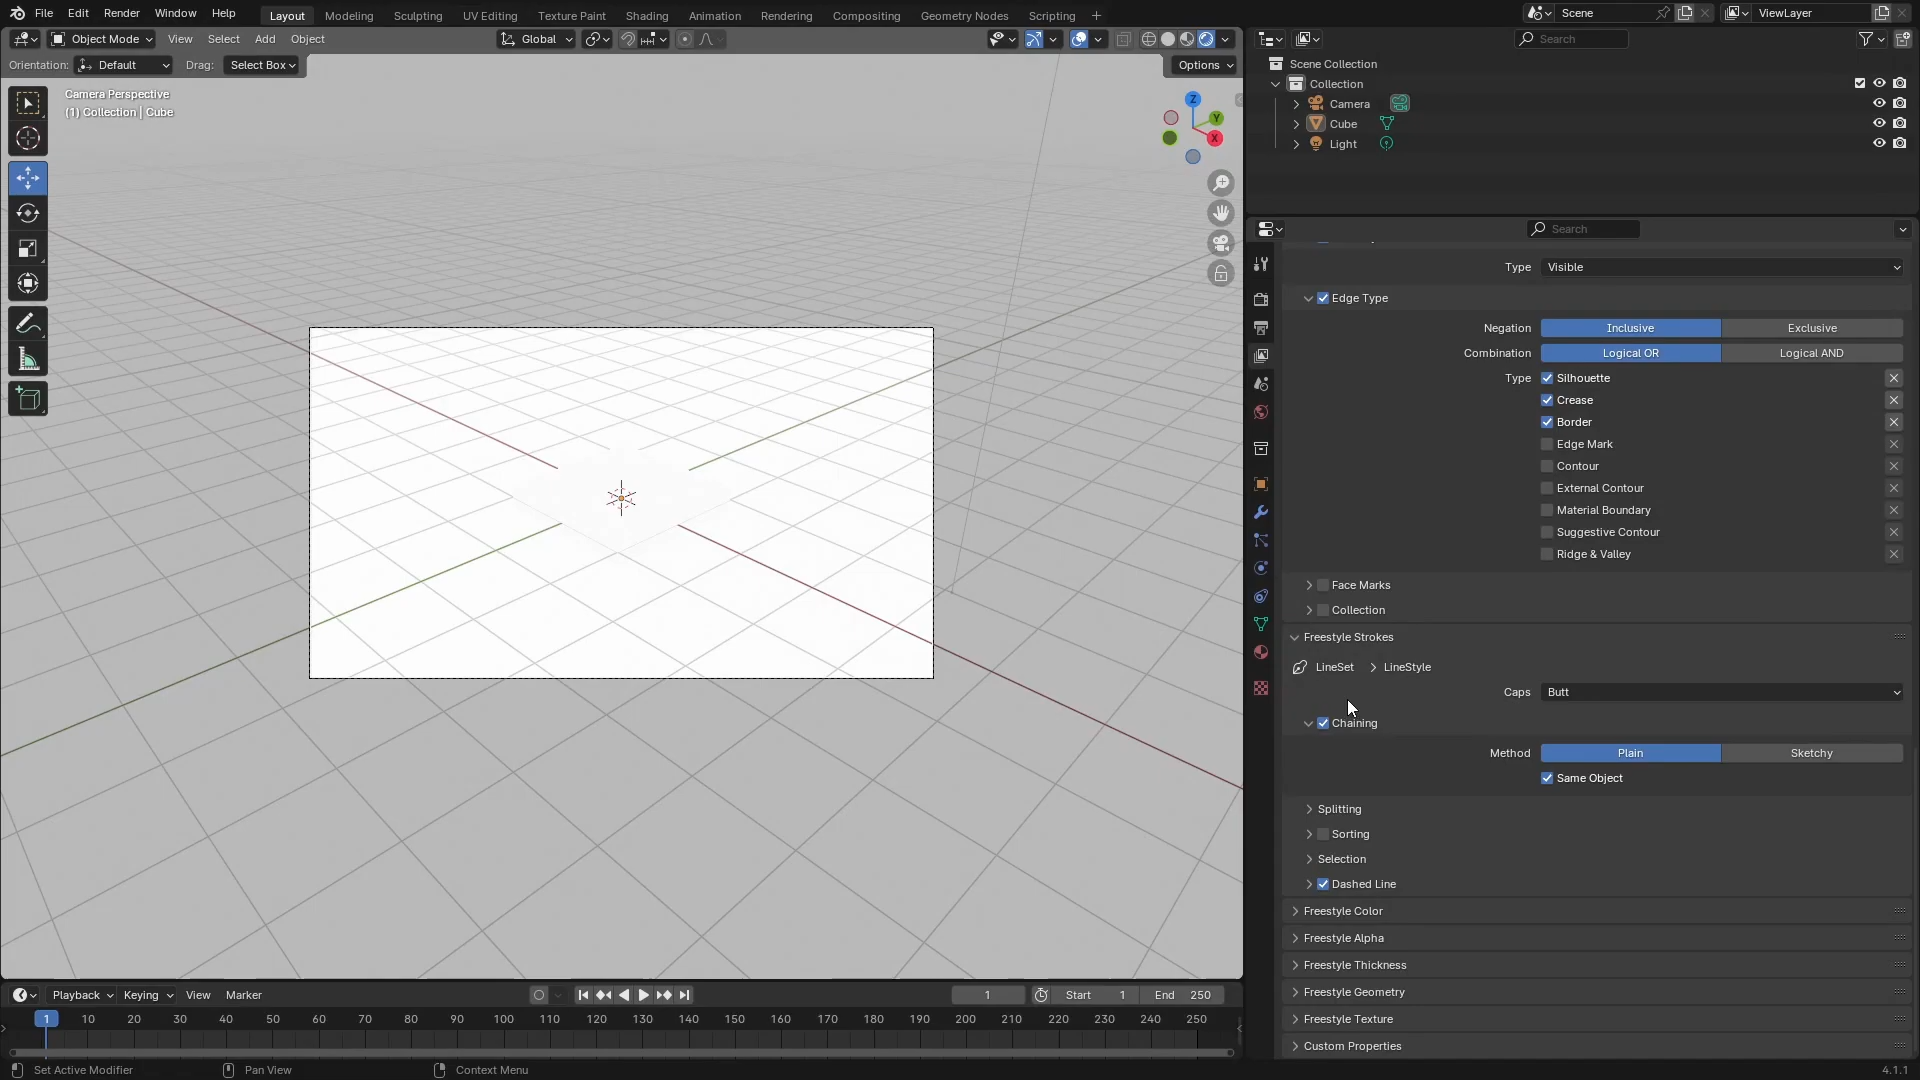 File Edit Render Window Help Layout Modeling Sculpting UV Editing Texture Paint Shading Animation Rendering Compositing Geometry Nodes Scripting Scene ViewLayer
Object Mode View Select Add Object Global
Orientation: Default Drag: Select Box Options
Camera Perspective
(1) Collection | Cube
Z
Y
X
Search
Scene Collection
Collection
Camera
Cube
Light
Search
Type Visible
Edge Type
Negation Inclusive Exclusive
Combination Logical OR Logical AND
Type Silhouette
Crease
Border
Edge Mark
Contour
External Contour
Material Boundary
Suggestive Contour
Ridge & Valley
Face Marks
Collection
Freestyle Strokes
LineSet LineStyle
Caps Butt
Chaining
Method Plain Sketchy
Same Object
Splitting
Sorting
Selection
Dashed Line
Freestyle Color
Freestyle Alpha
Freestyle Thickness
Freestyle Geometry
Freestyle Texture
Custom Properties
Playback Keying View Marker 1 Start 1 End 250
1 10 20 30 40 50 60 70 80 90 100 110 120 130 140 150 160 170 180 190 200 210 220 230 240 250
Set Active Modifier Pan View Context Menu 4.1.1